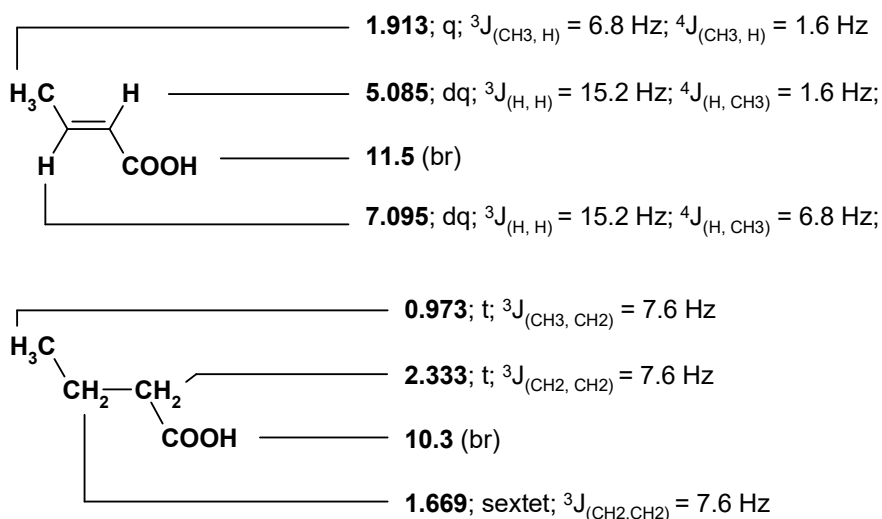 1.913; q; ³J(CH3, H) = 6.8 Hz; ⁴J(CH3, H) = 1.6 Hz
H₃C H 5.085; dq; ³J(H, H) = 15.2 Hz; ⁴J(H, CH3) = 1.6 Hz;
H COOH 11.5 (br)
7.095; dq; ³J(H, H) = 15.2 Hz; ⁴J(H, CH3) = 6.8 Hz;
0.973; t; ³J(CH3, CH2) = 7.6 Hz
H₃C
CH₂ CH₂ 2.333; t; ³J(CH2, CH2) = 7.6 Hz
COOH 10.3 (br)
1.669; sextet; ³J(CH2,CH2) = 7.6 Hz